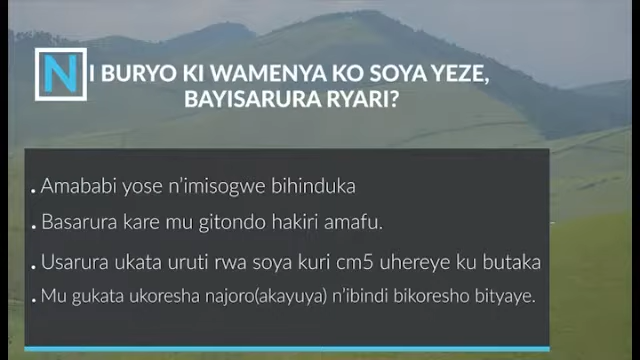 NI BURYO KI WAMENYA KO SOYA YEZE,
BAYISARURA RYARI?
. Amababi yose n'imisogwe bihinduka
. Basarura kare mu gitondo hakiri amafu.
. Usarura ukata uruti rwa soya kuri cm5 uhereye ku butaka
. Mu gukata ukoresha najoro(akayuya) n'ibindi bikoresho bityaye.